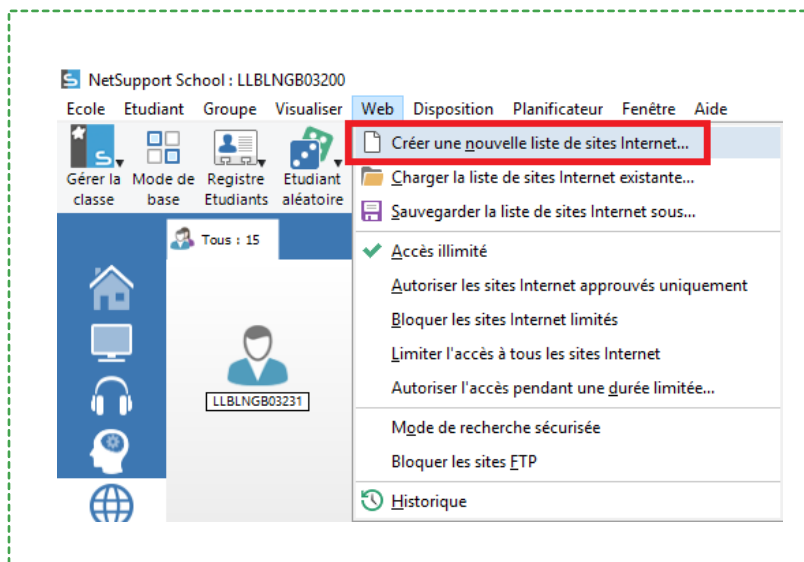 NetSupport School : LLBLNGB03200
Ecole Etudiant Groupe Visualiser Web Disposition Planificateur Fenêtre Aide
Gérer la classe
Mode de base
Registre Etudiants
Etudiant aléatoire
Tous : 15
LLBLNGB03231
Créer une nouvelle liste de sites Internet...
Charger la liste de sites Internet existante...
Sauvegarder la liste de sites Internet sous...
Accès illimité
Autoriser les sites Internet approuvés uniquement
Bloquer les sites Internet limités
Limiter l'accès à tous les sites Internet
Autoriser l'accès pendant une durée limitée...
Mode de recherche sécurisée
Bloquer les sites FTP
Historique